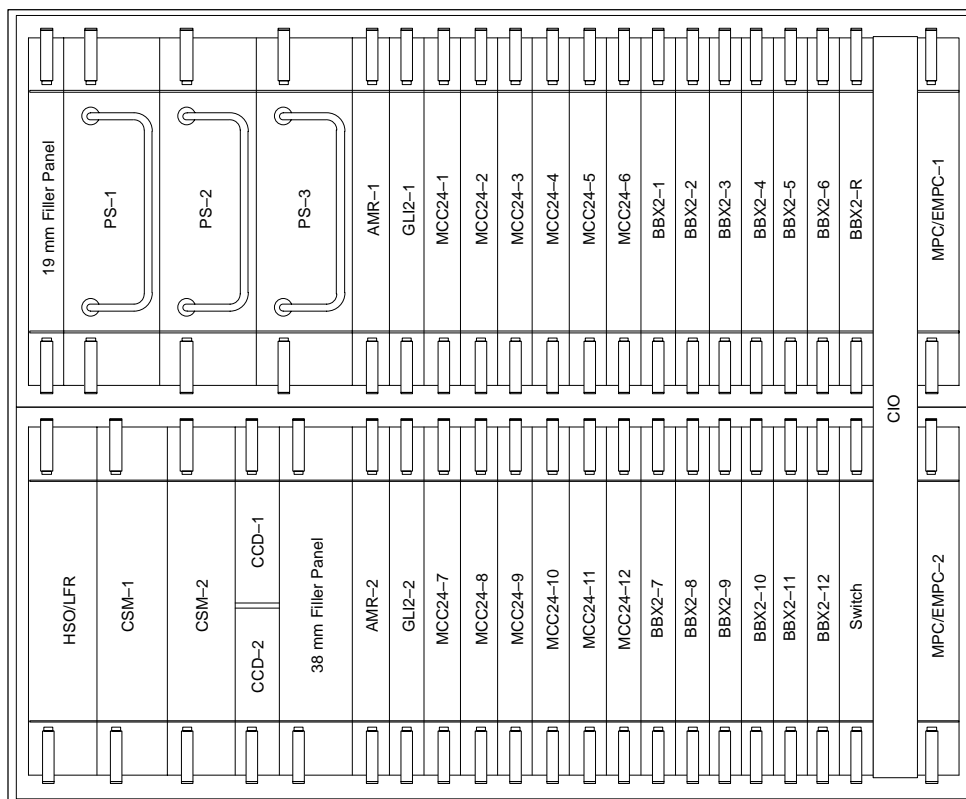 19 mm Filler Panel
PS–1
PS–2
PS–3
AMR–1
GLI2–1
MCC24–1
MCC24–2
MCC24–3
MCC24–4
MCC24–5
MCC24–6
BBX2–1
BBX2–2
BBX2–3
BBX2–4
BBX2–5
BBX2–6
BBX2–R
CIO
MPC/EMPC–1
HSO/LFR
CSM–1
CSM–2
CCD–1
CCD–2
38 mm Filler Panel
AMR–2
GLI2–2
MCC24–7
MCC24–8
MCC24–9
MCC24–10
MCC24–11
MCC24–12
BBX2–7
BBX2–8
BBX2–9
BBX2–10
BBX2–11
BBX2–12
Switch
MPC/EMPC–2